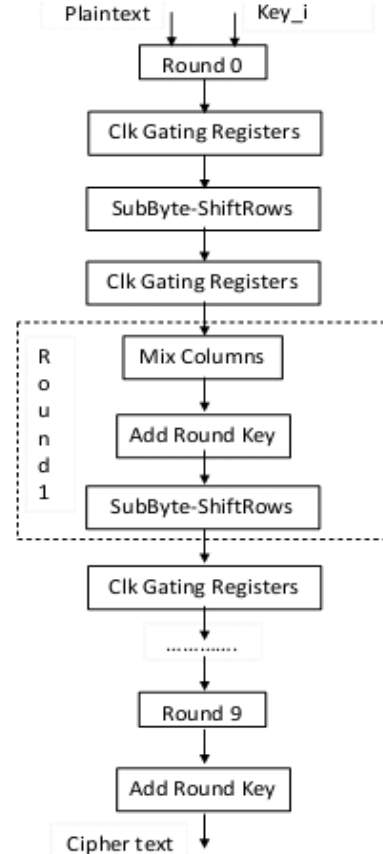 Plaintext Key_i
Round 0
Clk Gating Registers
SubByte-ShiftRows
Clk Gating Registers
Round1
Mix Columns
Add Round Key
SubByte-ShiftRows
Clk Gating Registers
.............
Round 9
Add Round Key
Cipher text